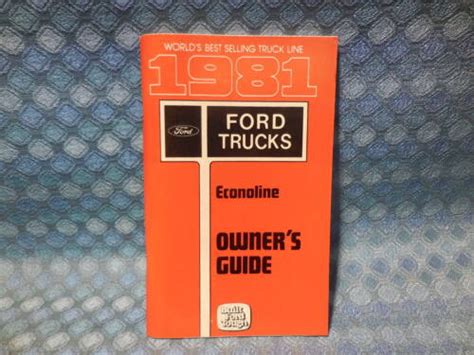 WORLD'S BEST SELLING TRUCK LINE
1981
Ford
FORD
TRUCKS
Econoline
OWNER'S
GUIDE
Built
Ford
Tough